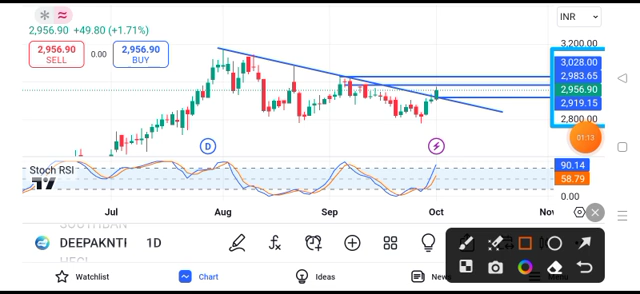 2,956.90 +49.80 (+1.71%)
INR
2,956.90
SELL
0.00
2,956.90
BUY
3,200.00
3,028.00
2,983.65
2,956.90
2,919.15
2,800.00
01:13
D
Stoch RSI
90.14
58.79
0.00
Jul
Aug
Sep
Oct
Nov
DEEPAKNTI
1D
Watchlist
Chart
Ideas
News